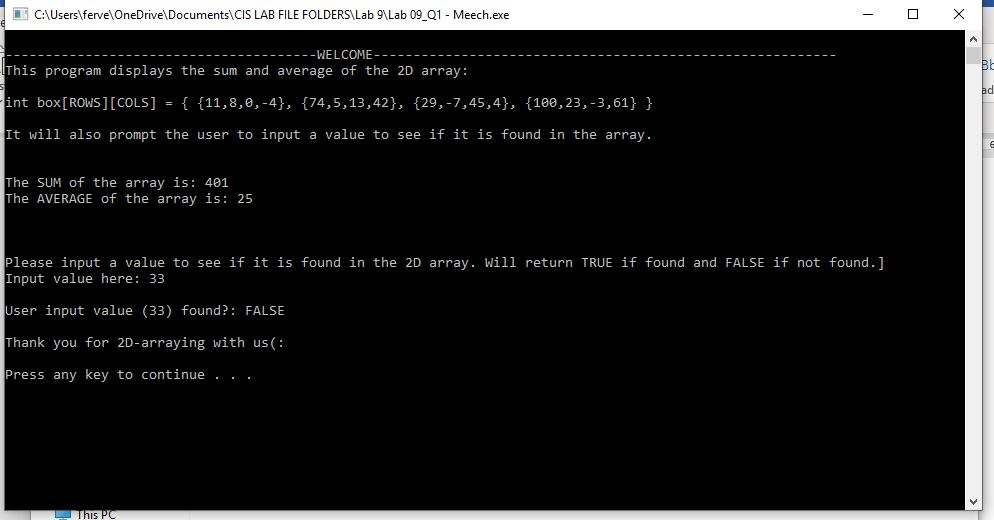 C:\Users\ferve\OneDrive\Documents\CIS LAB FILE FOLDERS\Lab 9\Lab 09_Q1 - Meech.exe
---------------------------------------WELCOME----------------------------------------------------------
This program displays the sum and average of the 2D array:
int box[ROWS][COLS] = { {11,8,0,-4}, {74,5,13,42}, {29,-7,45,4}, {100,23,-3,61} }
It will also prompt the user to input a value to see if it is found in the array.
The SUM of the array is: 401
The AVERAGE of the array is: 25
Please input a value to see if it is found in the 2D array. Will return TRUE if found and FALSE if not found.]
Input value here: 33
User input value (33) found?: FALSE
Thank you for 2D-arraying with us(:
Press any key to continue . . .
This PC